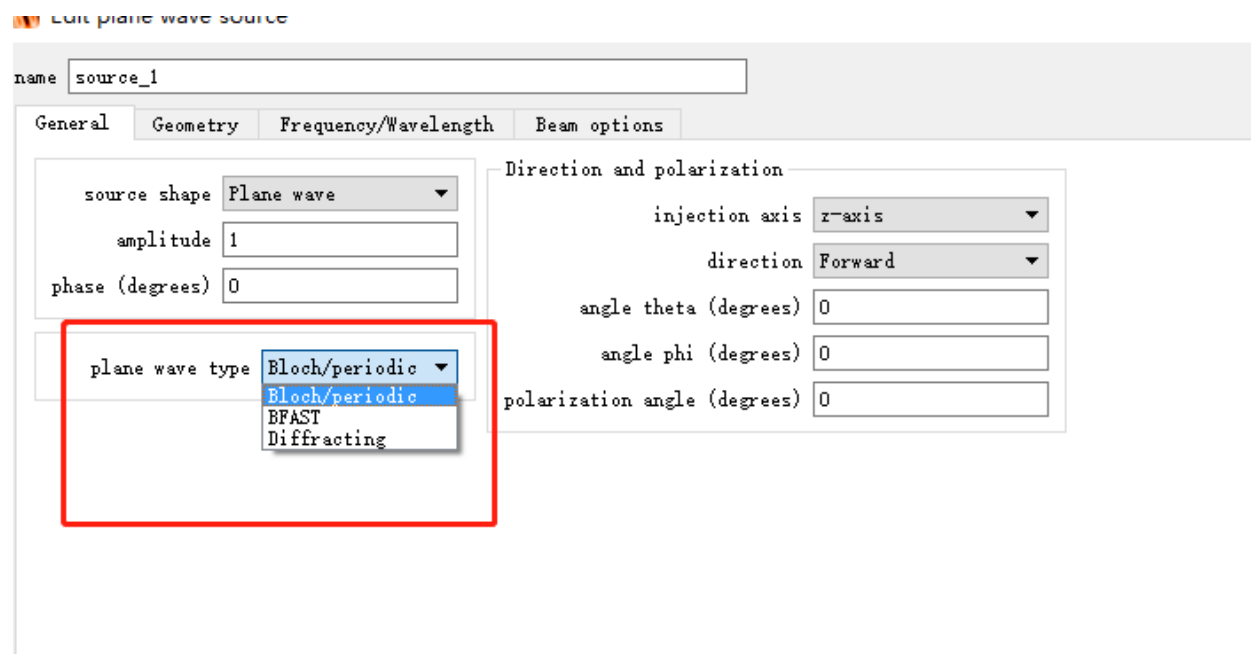 Edit plane wave source
name source_1
General Geometry Frequency/Wavelength Beam options
source shape Plane wave
amplitude 1
phase (degrees) 0
plane wave type Bloch/periodic
Bloch/periodic
BFAST
Diffracting
Direction and polarization
injection axis z-axis
direction Forward
angle theta (degrees) 0
angle phi (degrees) 0
polarization angle (degrees) 0